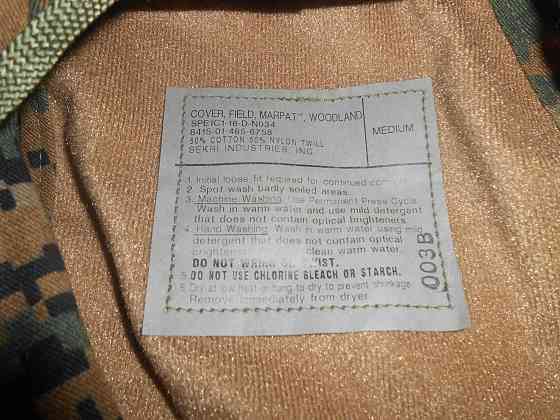 COVER, FIELD, MARPAT™, WOODLAND
SPE1C1-18-D-N034
8415-01-485-6758
50% COTTON 50% NYLON TWILL
SEKRI INDUSTRIES, INC.
MEDIUM
1. Initial loose fit required for continued
2. Spot wash badly soiled areas.
3. Machine Washing: Use Permanent Press Cycle.
Wash in warm water and use mild detergent
that does not contain optical brighteners
4. Hand Washing: Wash in warm water using mild
detergent that does not contain optical
clean warm water.
DO NOT WRING
5. DO NOT USE CHLORINE BLEACH OR STARCH.
6. Dry at low heat or hang to dry to prevent shrinkage.
Remove immediately from dryer.
003B